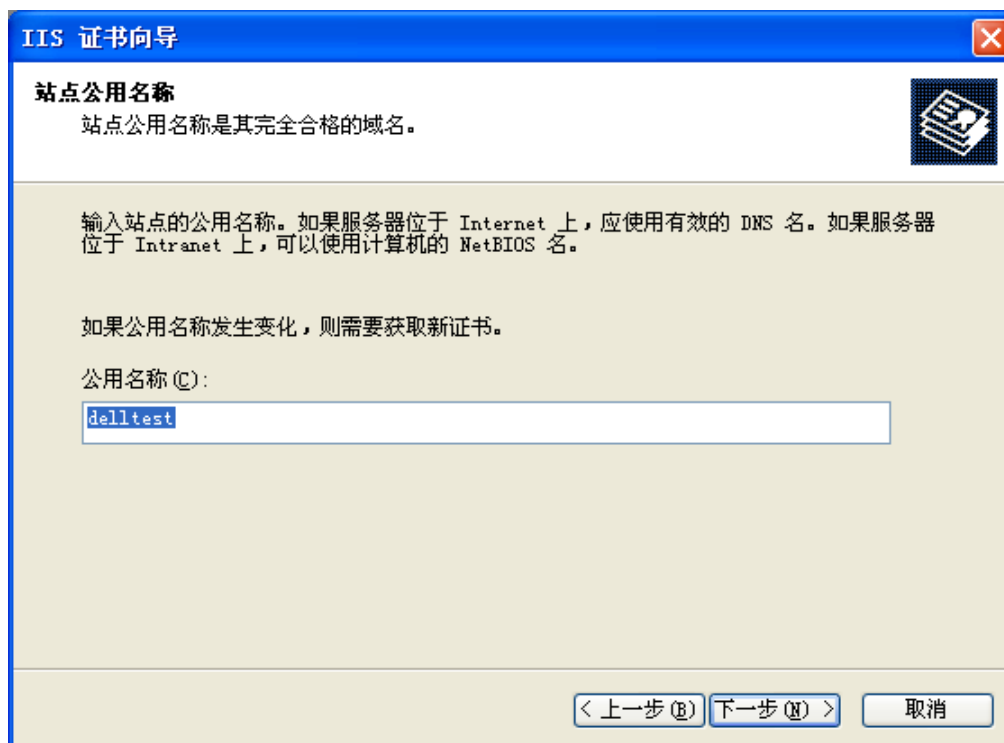 IIS 证书向导
站点公用名称
站点公用名称是其完全合格的域名。
输入站点的公用名称。如果服务器位于 Internet 上，应使用有效的 DNS 名。如果服务器
位于 Intranet 上，可以使用计算机的 NetBIOS 名。
如果公用名称发生变化，则需要获取新证书。
公用名称(C):
delltest
< 上一步(B) 下一步(N) > 取消